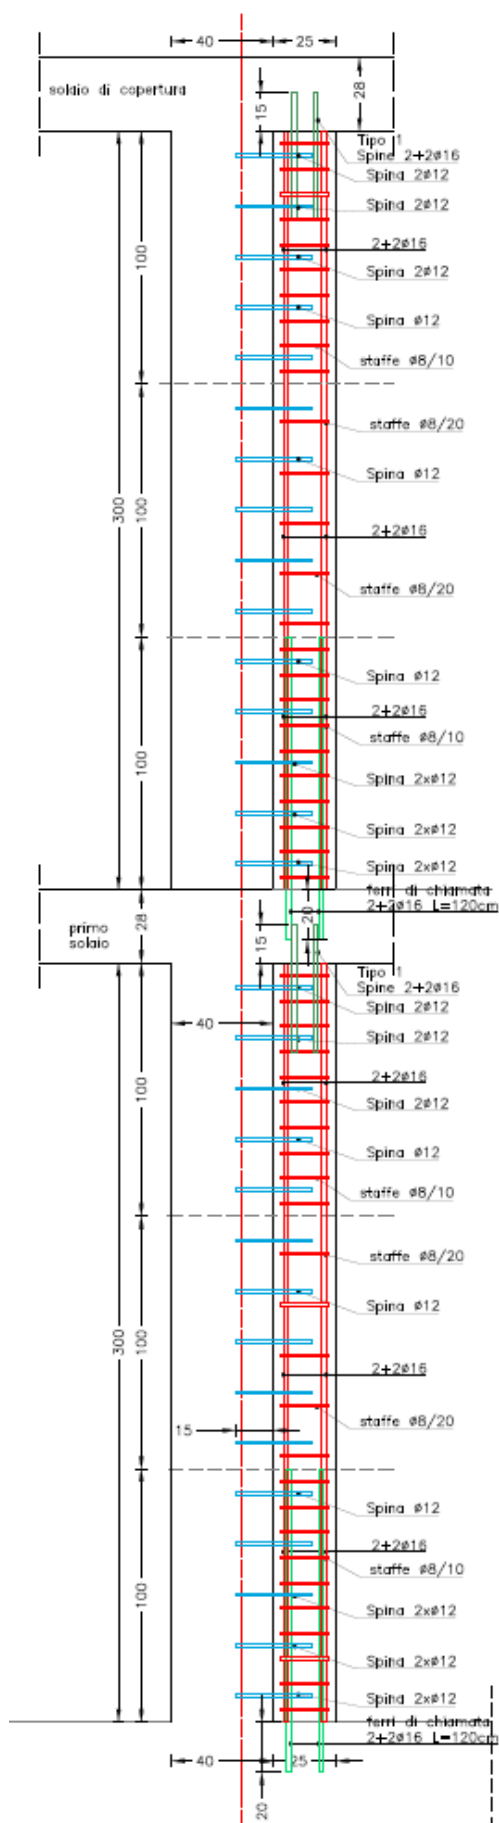 40
25
solaio di copertura
28
15
Tipo 1
Spine 2+2ø16
Spina 2ø12
Spina 2ø12
2+2ø16
Spina 2ø12
100
Spina ø12
staffe ø8/10
staffe ø8/20
Spina ø12
300
100
2+2ø16
staffe ø8/20
Spina ø12
2+2ø16
staffe ø8/10
100
Spina 2xø12
Spina 2xø12
Spina 2xø12
ferri di chiamata
2+2ø16 L=120cm
20
28
primo
solaio
15
Tipo 1
Spine 2+2ø16
Spina 2ø12
40
Spina 2ø12
2+2ø16
Spina 2ø12
100
Spina ø12
staffe ø8/10
staffe ø8/20
Spina ø12
300
100
2+2ø16
staffe ø8/20
15
Spina ø12
2+2ø16
staffe ø8/10
100
Spina 2xø12
Spina 2xø12
Spina 2xø12
ferri di chiamata
2+2ø16 L=120cm
40
25
20